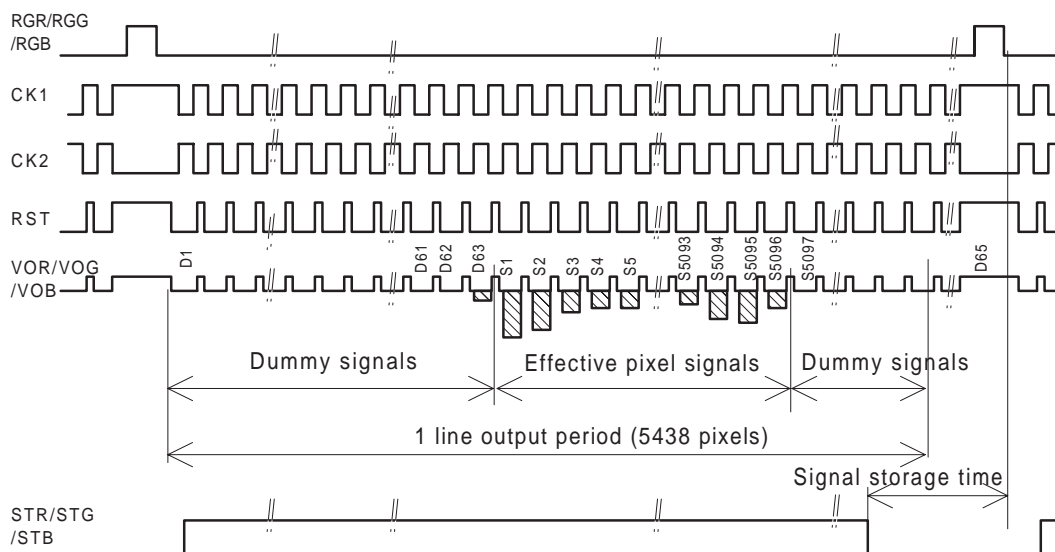 RGR/RGG
/RGB
CK1
CK2
RST
VOR/VOG
/VOB
D1
D61
D62
D63
S1
S2
S3
S4
S5
S5093
S5094
S5095
S5096
S5097
D65
Dummy signals
Effective pixel signals
Dummy signals
1 line output period (5438 pixels)
Signal storage time
STR/STG
/STB